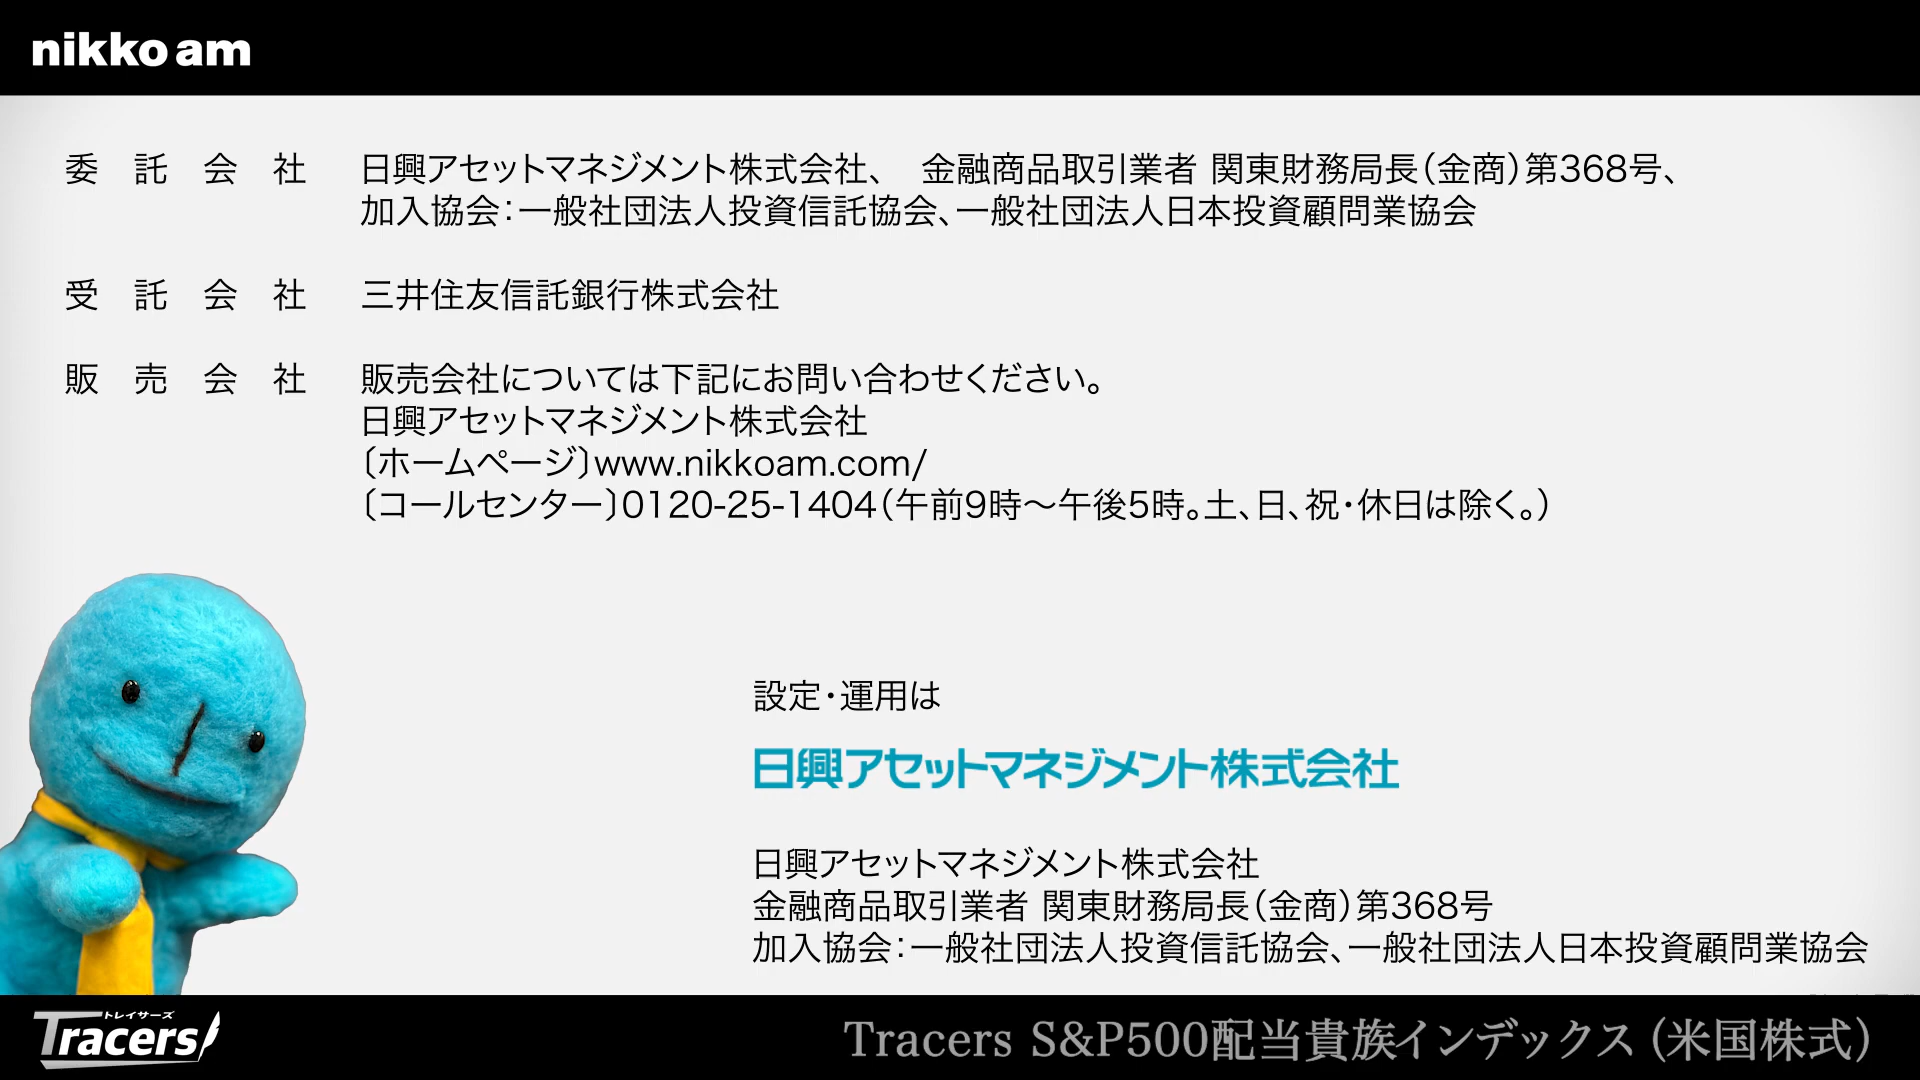 nikko am
委託会社 日興アセットマネジメント株式会社、 金融商品取引業者 関東財務局長(金商)第368号、
加入協会:一般社団法人投資信託協会、一般社団法人日本投資顧問業協会
受託会社 三井住友信託銀行株式会社
販売会社 販売会社については下記にお問い合わせください。
日興アセットマネジメント株式会社
〔ホームページ〕www.nikkoam.com/
〔コールセンター〕0120-25-1404(午前9時～午後5時。土、日、祝・休日は除く。)
設定・運用は
日興アセットマネジメント株式会社
日興アセットマネジメント株式会社
金融商品取引業者 関東財務局長(金商)第368号
加入協会:一般社団法人投資信託協会、一般社団法人日本投資顧問業協会
トレイサーズ
Tracers
Tracers S&P500配当貴族インデックス(米国株式)